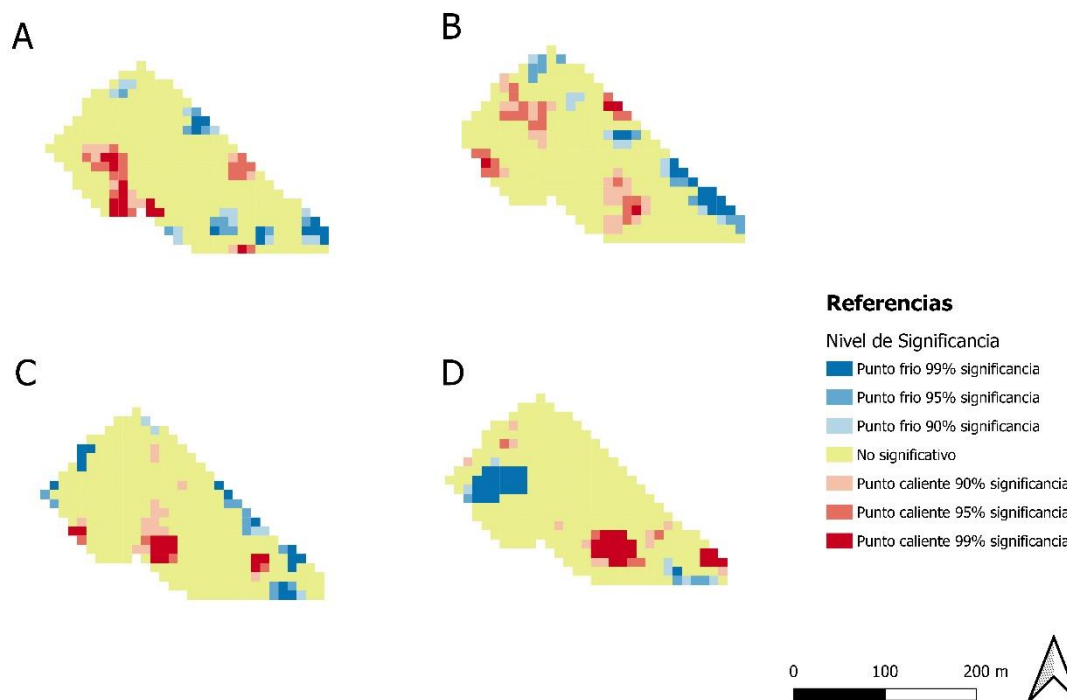 A
B
C
D
Referencias
Nivel de Significancia
Punto frio 99% significancia
Punto frio 95% significancia
Punto frio 90% significancia
No significativo
Punto caliente 90% significancia
Punto caliente 95% significancia
Punto caliente 99% significancia
0 100 200 m